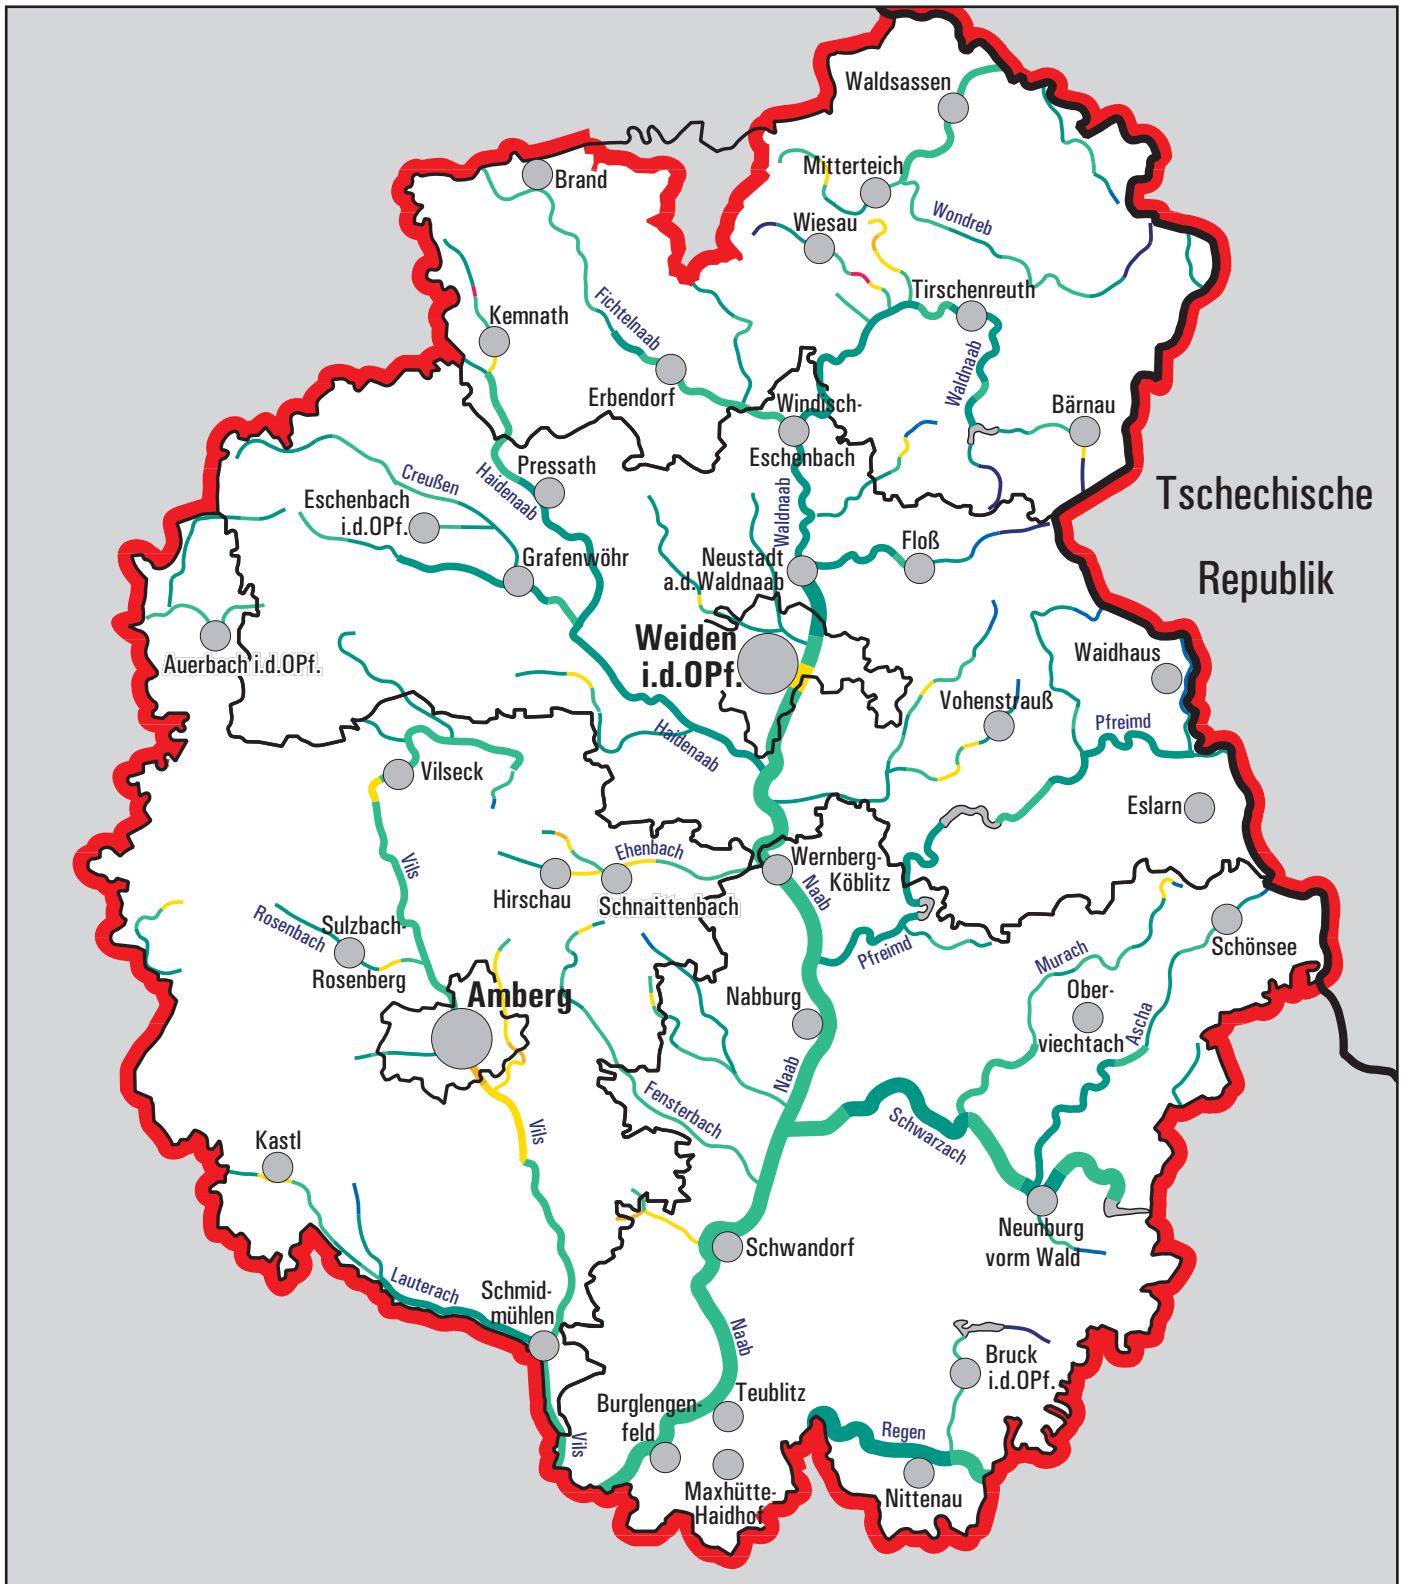 Waldsassen
Mitterteich
Brand
Wondreb
Wiesau
Tirschenreuth
Fichtelnaab
Kemnath
Waldnaab
Erbendorf
Windisch-
Eschenbach
Bärnau
Pressath
Haidenaab
Creußen
Eschenbach
i.d.OPf.
Waldnaab
Tschechische
Republik
Grafenwöhr
Neustadt
a.d.Waldnaab
Floß
Weiden
i.d.OPf.
Auerbach i.d.OPf.
Waidhaus
Vohenstrauß
Pfreimd
Haidenaab
Vilseck
Eslarn
Vils
Ehenbach
Wernberg-
Köblitz
Hirschau
Schnaittenbach
Naab
Rosenbach
Sulzbach-
Rosenberg
Pfreimd
Murach
Schönsee
Amberg
Nabburg
Ober-
viechtach
Ascha
Naab
Fensterbach
Schwarzach
Vils
Kastl
Neunburg
vorm Wald
Schwandorf
Lauterach
Schmid-
mühlen
Naab
Bruck
i.d.OPf.
Teublitz
Burglengen-
feld
Vils
Regen
Maxhütte-
Haidhof
Nittenau